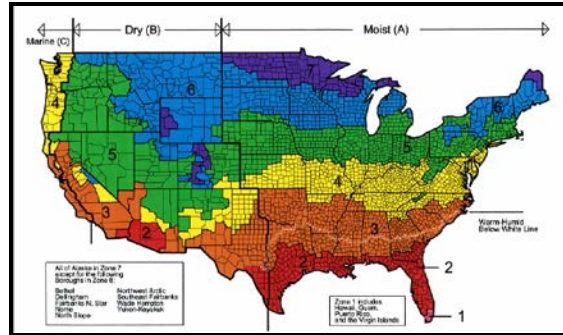 Marine (C)
Dry (B)
Moist (A)
7
6
6
4
5
5
4
3
3
2
2
2
1
Warm-Humid
Below White Line
All of Alaska in Zone 7
except for the following
Boroughs in Zone 8:
Bethel
Dellingham
Fairbanks N. Star
Nome
North Slope
Northwest Arctic
Southeast Fairbanks
Wade Hampton
Yukon-Koyukuk
Zone 1 includes
Hawaii, Guam,
Puerto Rico,
and the Virgin Islands